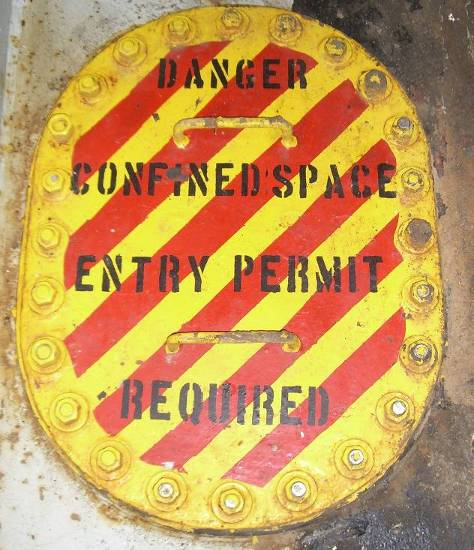 DANGER
CONFINED SPACE
ENTRY PERMIT
REQUIRED